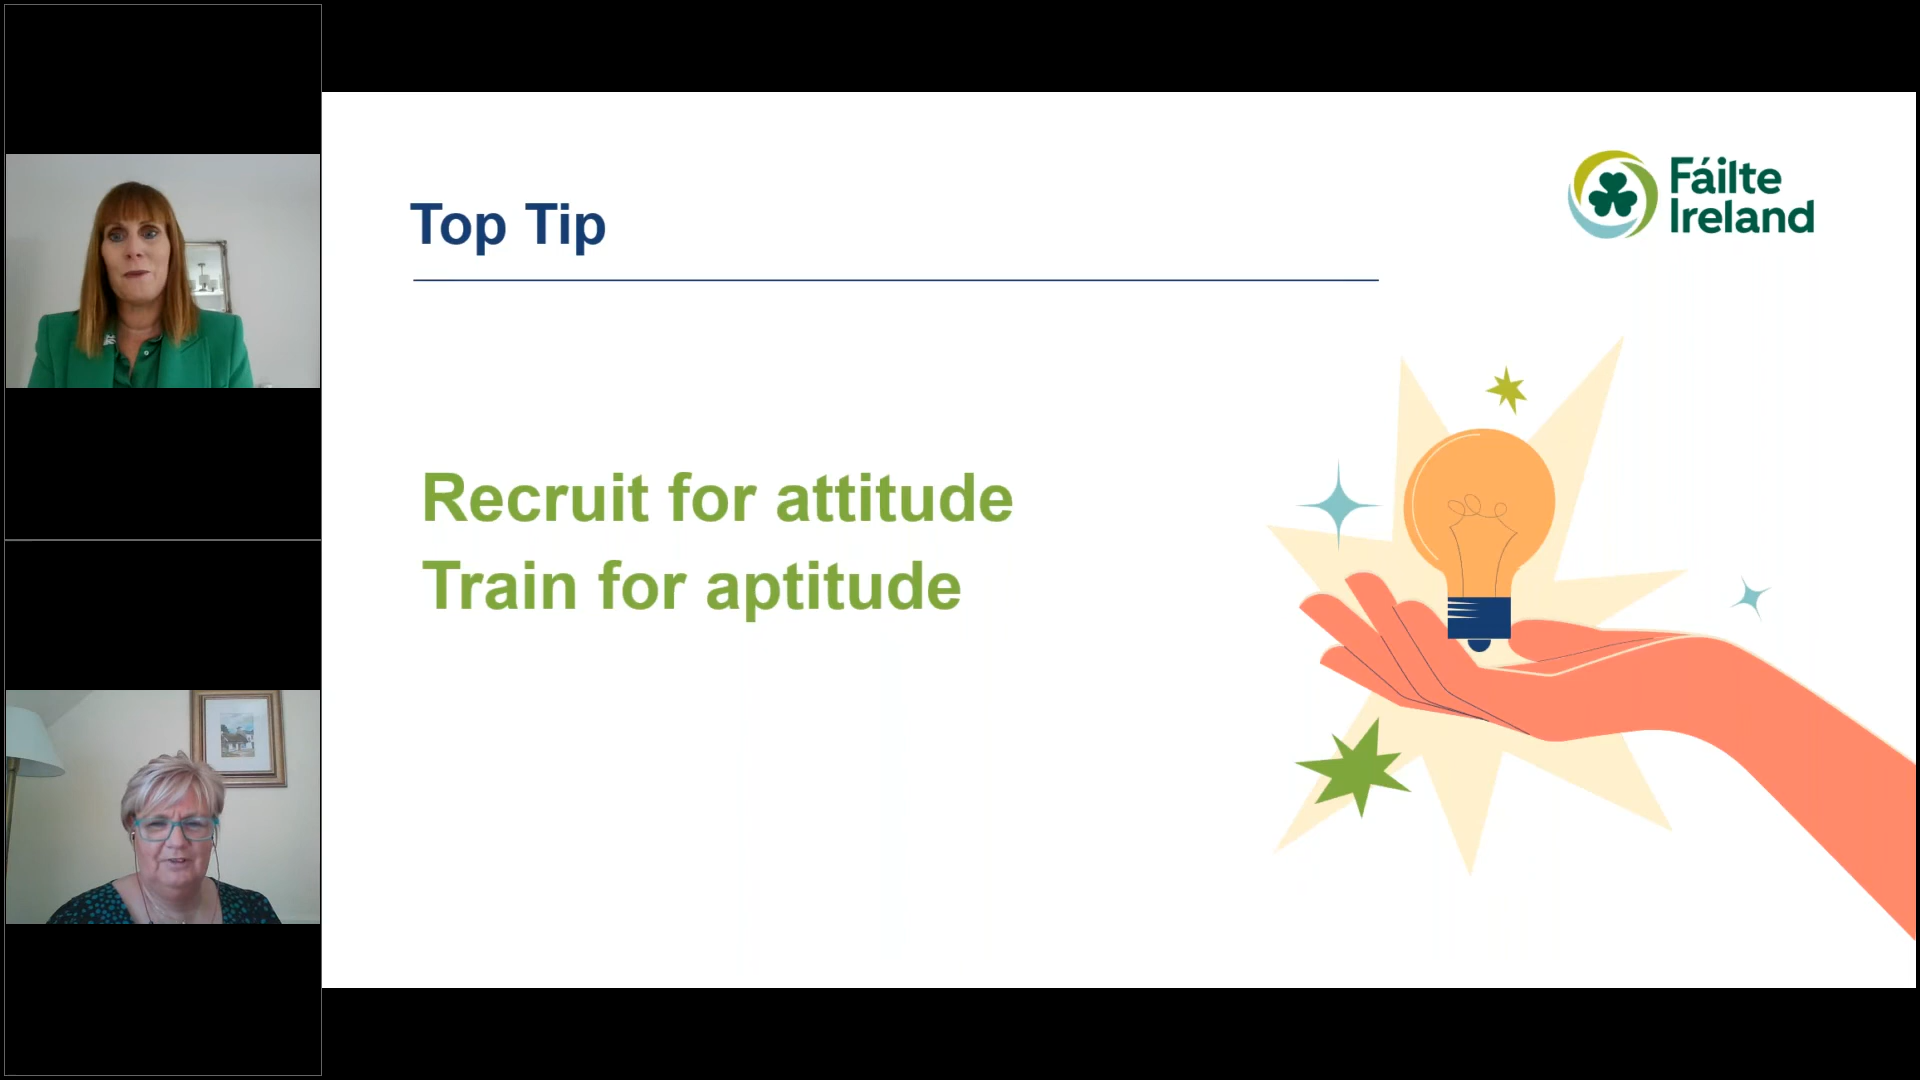 Top Tip
Fáilte
Ireland
Recruit for attitude
Train for aptitude